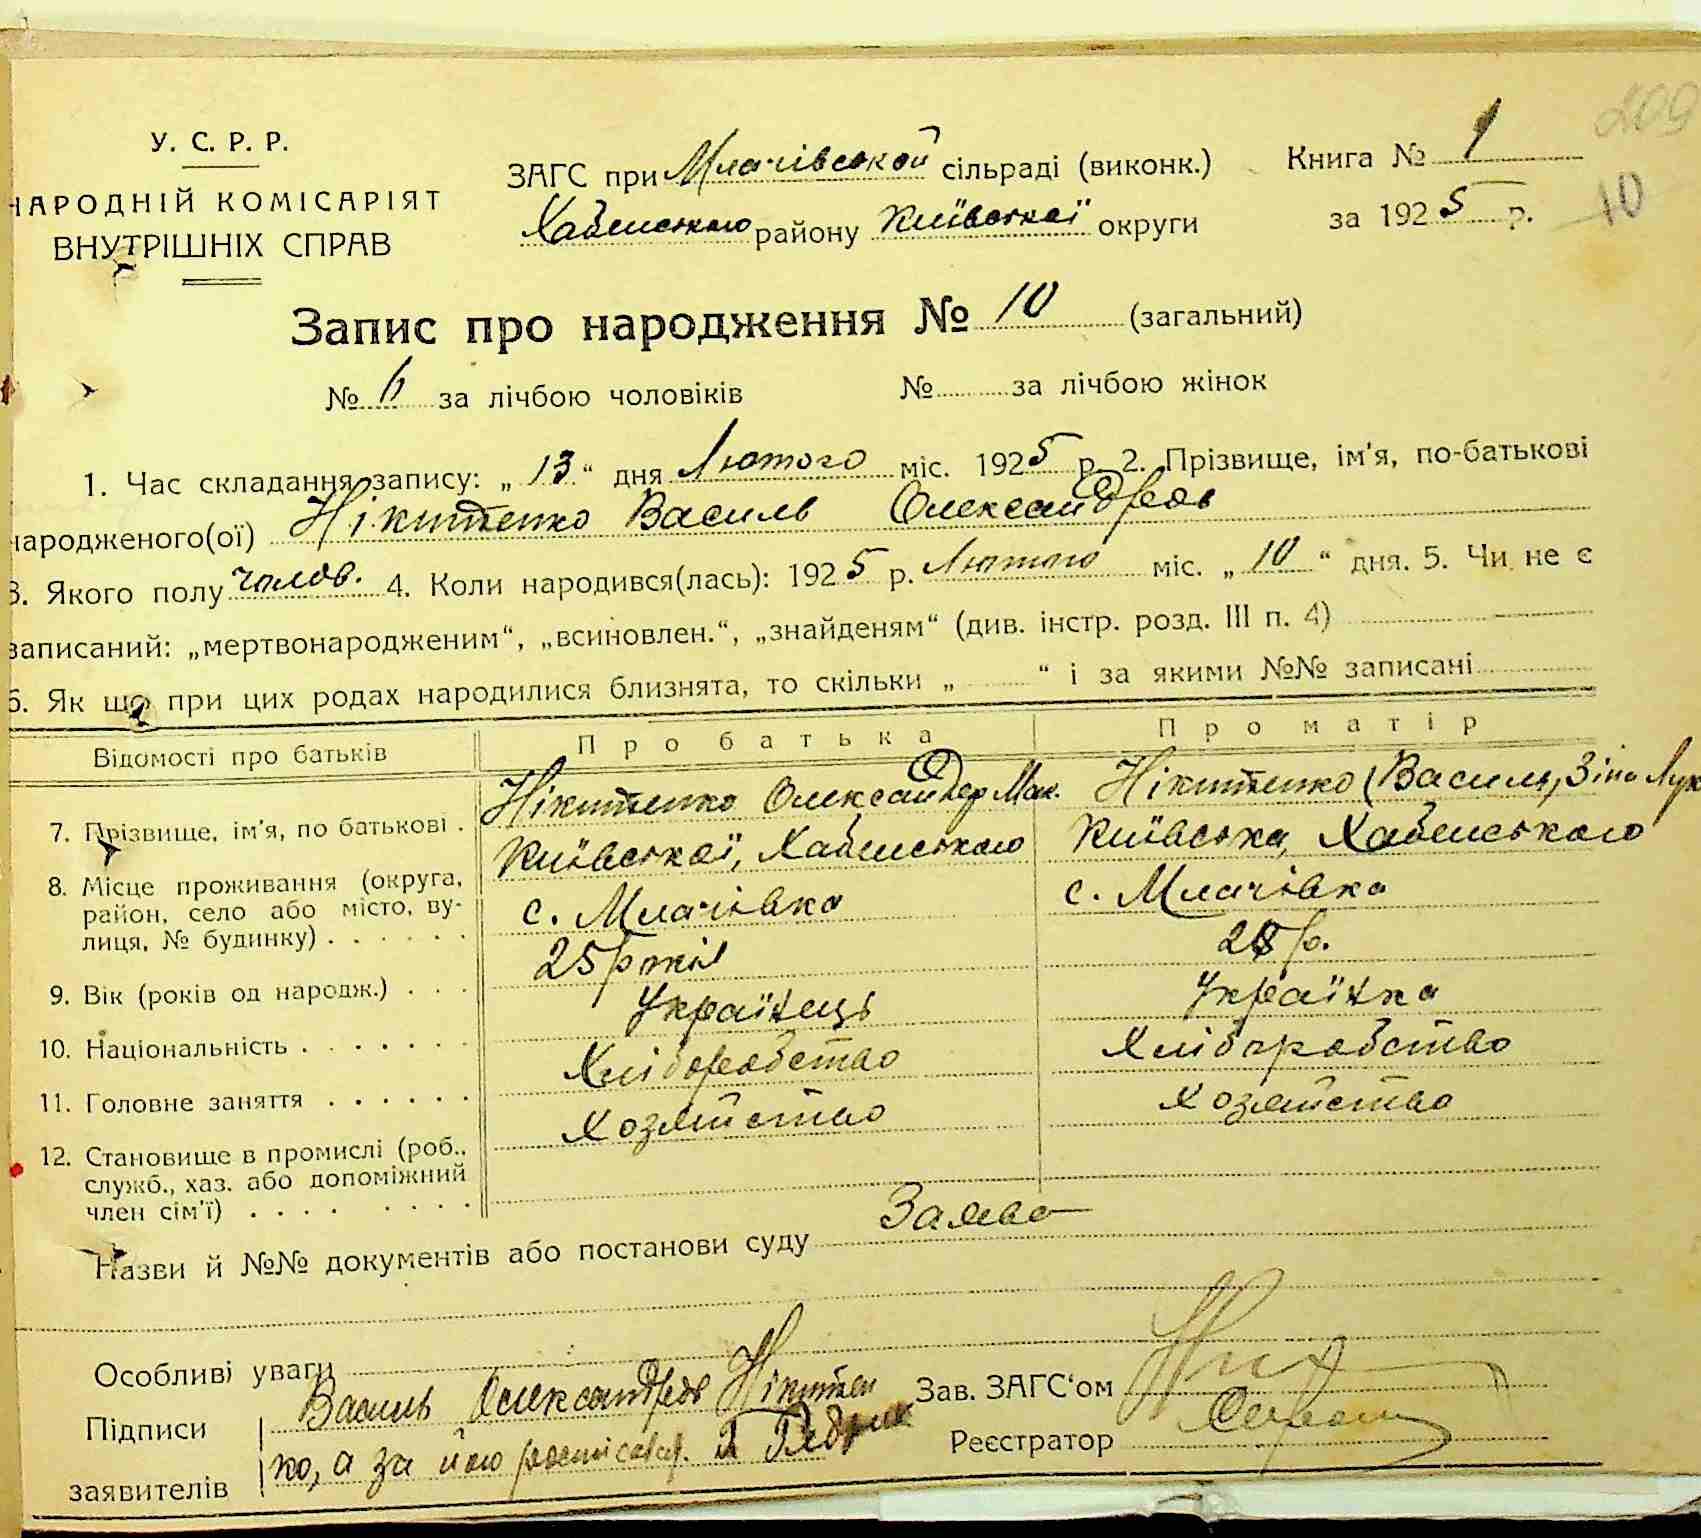 209
У. С. Р. Р.
НАРОДНІЙ КОМІСАРІЯТ
ВНУТРІШНІХ СПРАВ
ЗАГС при Млачівской сільраді (виконк.)
Хабенського району Київської округи
Книга № 1
за 1925 р.
10
Запис про народження № 10 (загальний)
№ 6 за лічбою чоловіків № за лічбою жінок
1. Час складання запису: „13“ дня Лютого міс. 1925 р. 2. Прізвище, ім'я, по-батькові
народженого(ої) Нікитенко Василь Олександров
3. Якого полу чолов. 4. Коли народився(лась): 1925 р. Лютого міс. „10“ дня. 5. Чи не є
записаний: „мертвонародженим“, „всиновлен.“, „знайденям“ (див. інстр. розд. III п. 4)
6. Як що при цих родах народилися близнята, то скільки „ “ і за якими №№ записані
Відомості про батьків Про батька Про матір
7. Прізвище, ім'я, по батькові . Нікитенко Олександер Мак. Нікитенко (Василь, Зіна Лук
8. Місце проживання (округа, район, село або місто, вулиця, № будинку) Київської, Хабенського Київська, Хабенського
с. Млачівка с. Млачівка
9. Вік (років од народж.) . . . 25 р.
10. Національність . . . . . . . Українець Українка
11. Головне заняття . . . . . . Хліборобство Хліборобство
12. Становище в промислі (роб., служб., хаз. або допоміжний член сім'ї) Хозяйство Хозяйство
Назви й №№ документів або постанови суду Заява
Особливі уваги
Підписи заявителів Василь Олександров Нікитен
ко, а за його росписавс.
Зав. ЗАГС'ом
Реєстратор